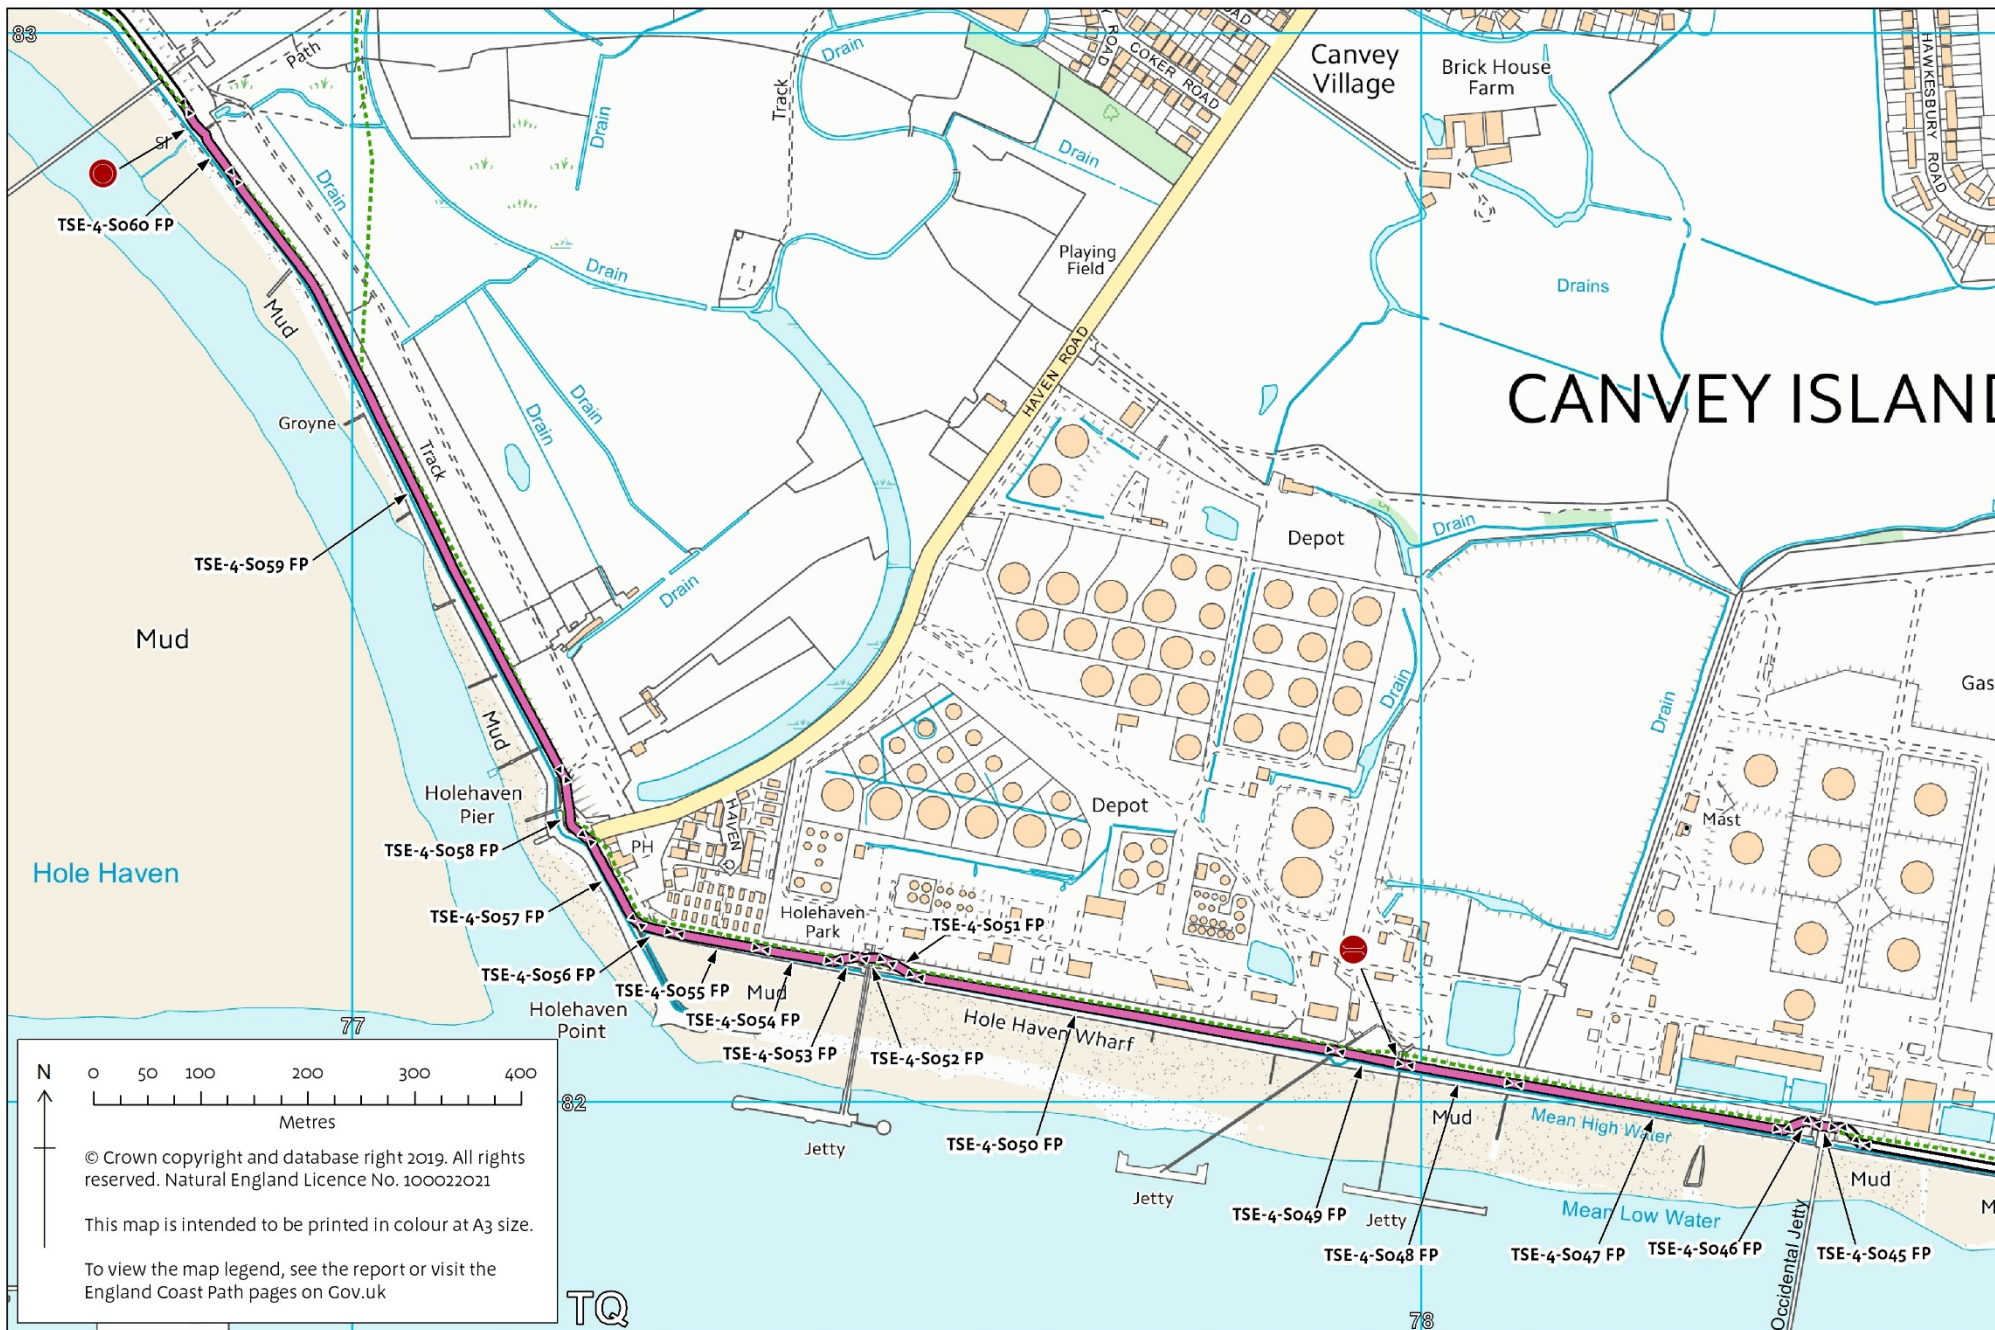 83
Path
Drain
Track
Y ROAD
COKER ROAD
OAD
Canvey
Village
Brick House
Farm
HAWKESBURY ROAD
Drain
Drain
Drain
TSE-4-S060 FP
Drain
Playing
Field
Drains
Mud
HAVEN ROAD
CANVEY ISLAND
Groyne
Drain
Drain
Track
Depot
Drain
TSE-4-S059 FP
Drain
Mud
Drain
Drain
Gas
Mud
Holehaven
Pier
HAVEN
Depot
Mast
TSE-4-S058 FP
PH
Hole Haven
TSE-4-S057 FP
Holehaven
Park
TSE-4-S051 FP
TSE-4-S056 FP
TSE-4-S055 FP
Mud
Holehaven
Point
TSE-4-S054 FP
Hole Haven Wharf
77
TSE-4-S053 FP
TSE-4-S052 FP
82
Mud
Mean High Water
Jetty
TSE-4-S050 FP
Mud
M
Jetty
TSE-4-S049 FP
Jetty
Mean Low Water
TSE-4-S048 FP
TSE-4-S047 FP
TSE-4-S046 FP
TSE-4-S045 FP
Occidental Jetty
TQ
78
N
0 50 100 200 300 400
Metres
© Crown copyright and database right 2019. All rights
reserved. Natural England Licence No. 100022021
This map is intended to be printed in colour at A3 size.
To view the map legend, see the report or visit the
England Coast Path pages on Gov.uk